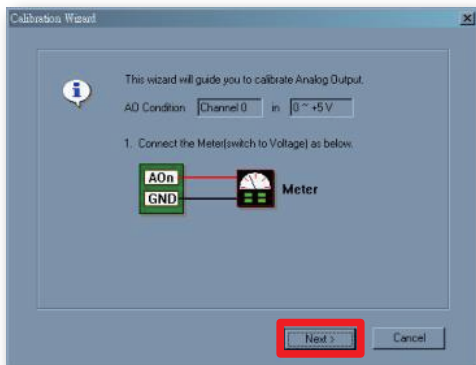 Calibration Wizard
This wizard will guide you to calibrate Analog Output.
AO Condition Channel 0 in 0 ~ +5 V
1. Connect the Meter(switch to Voltage) as below.
AOn
GND
Meter
Next >
Cancel